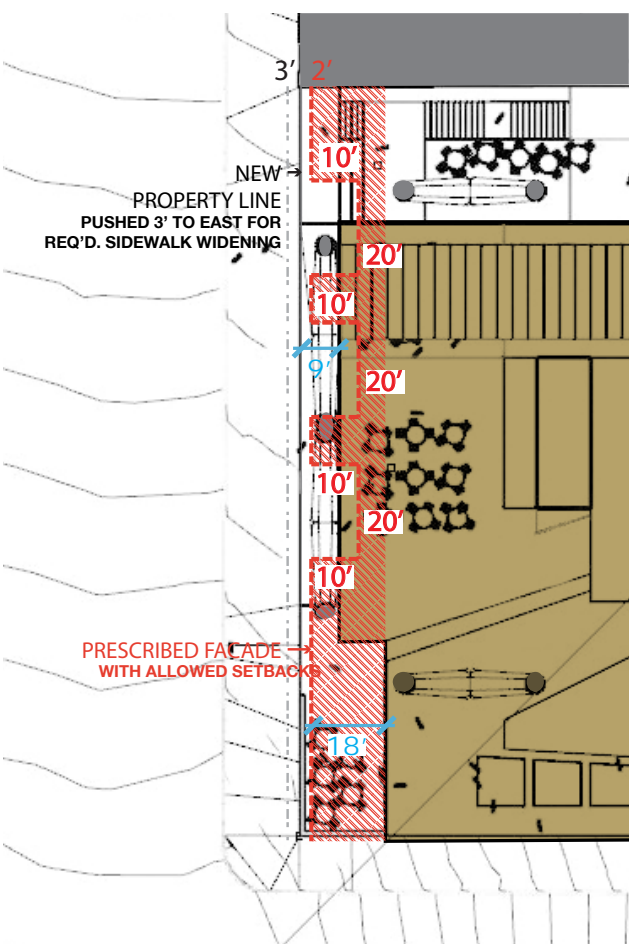 3’ 2’
10’
NEW
PROPERTY LINE
PUSHED 3’ TO EAST FOR
REQ’D. SIDEWALK WIDENING
20’
10’
9’
20’
10’
20’
10’
PRESCRIBED FACADE
WITH ALLOWED SETBACKS
18’